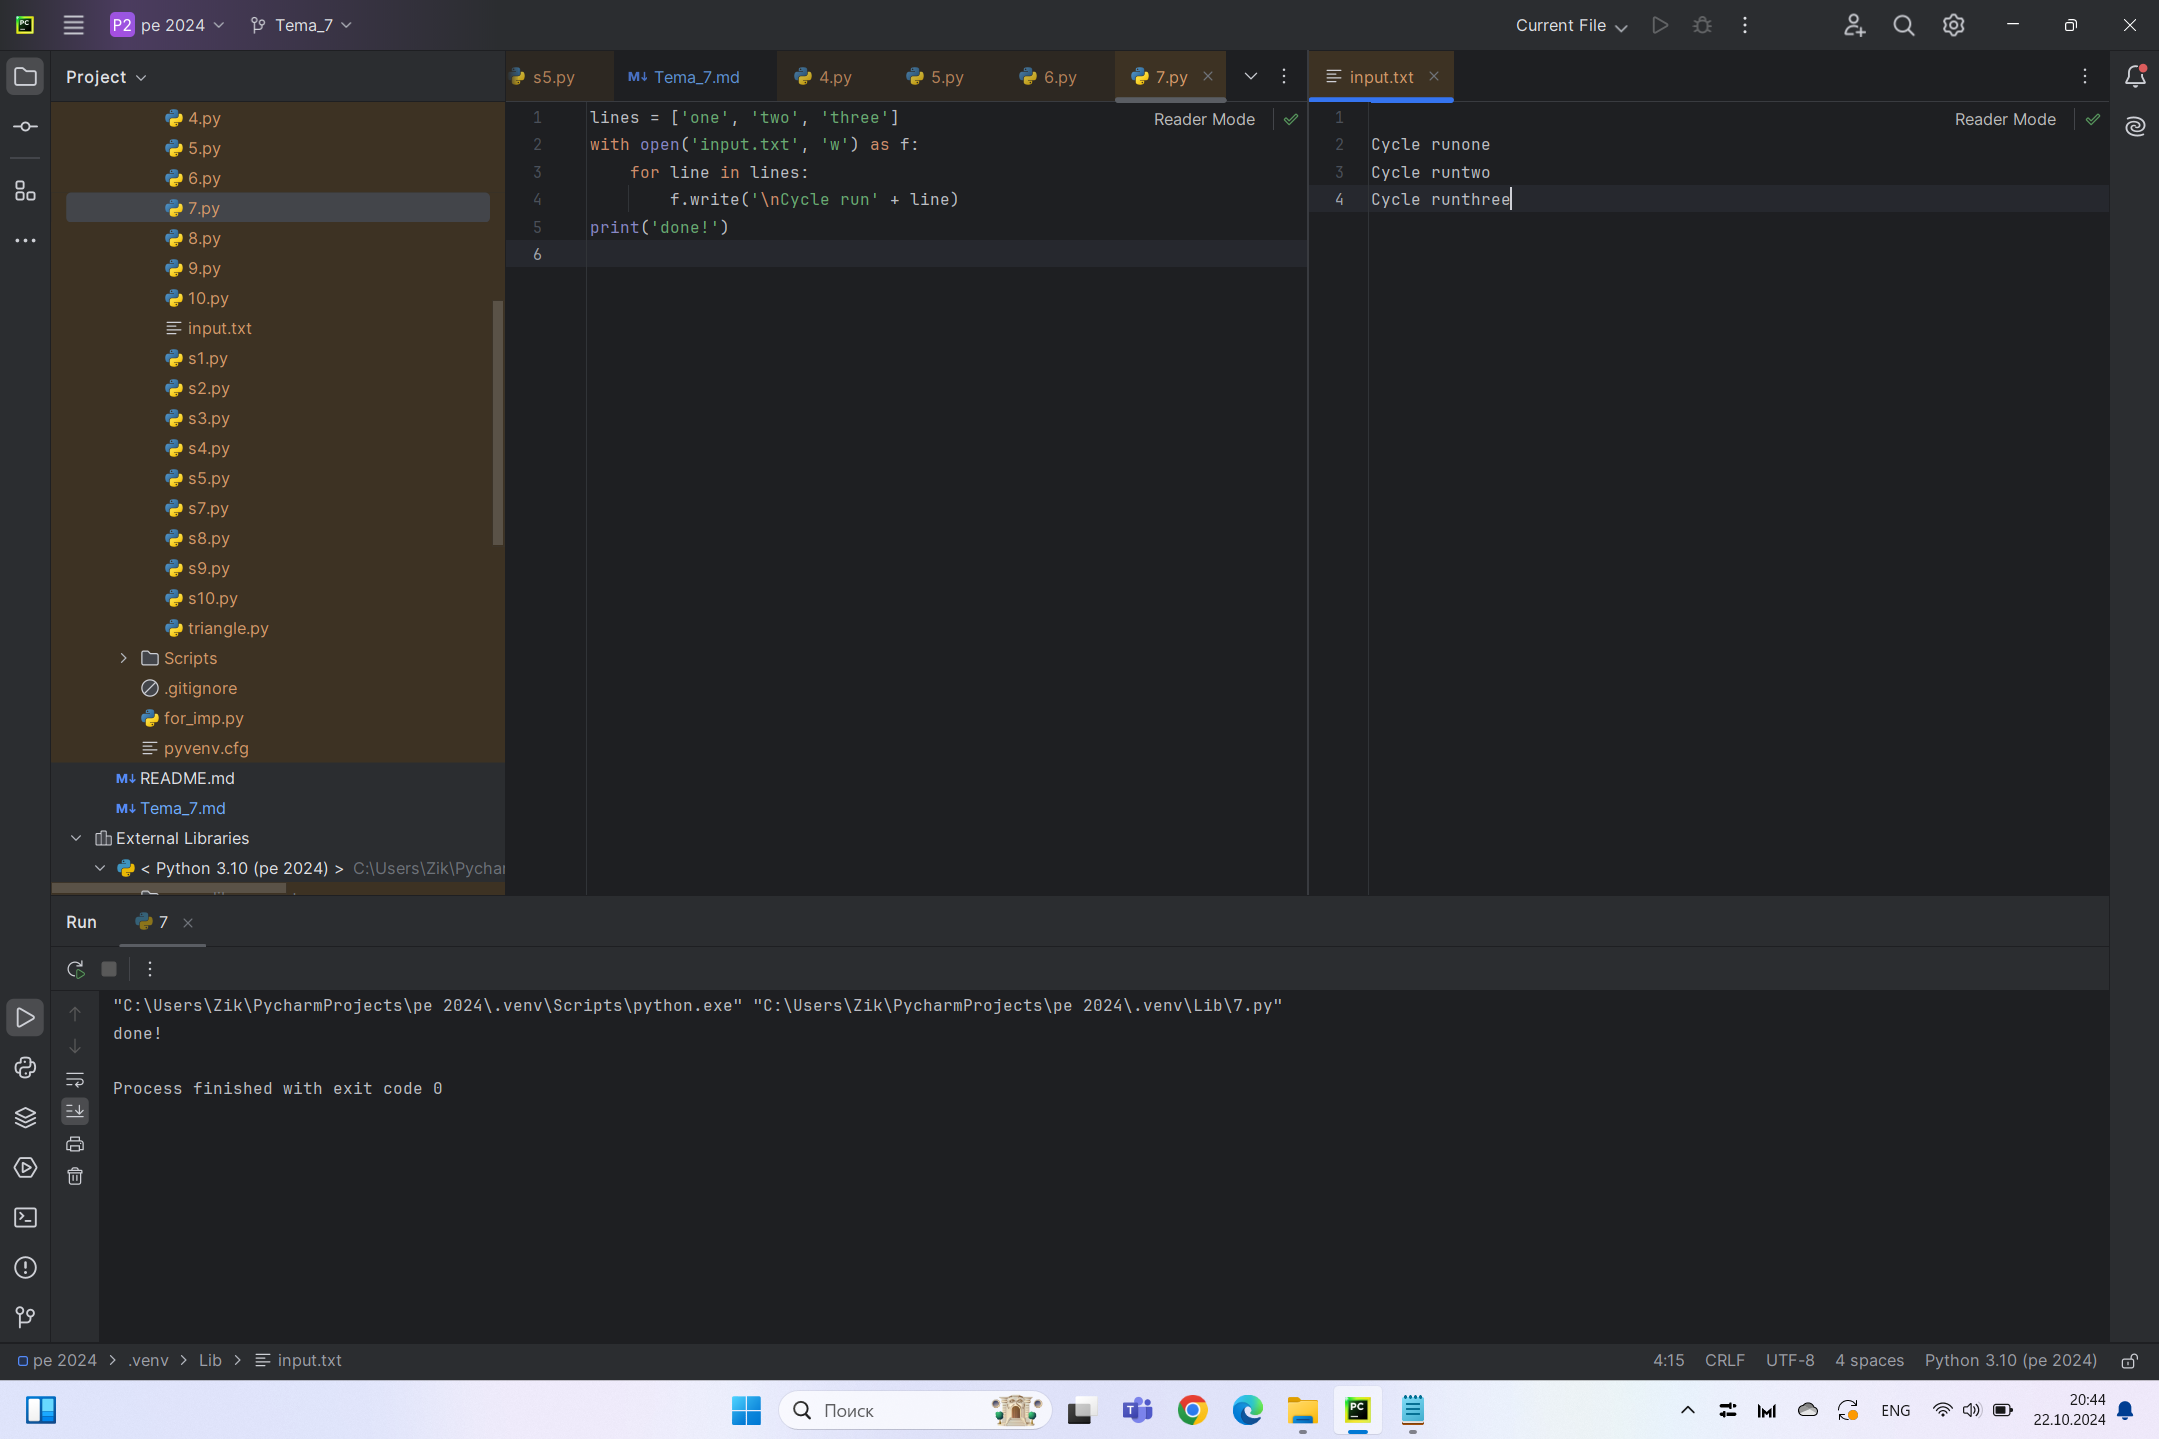 P2 pe 2024 Tema_7 Current File
Project
s5.py Tema_7.md 4.py 5.py 6.py 7.py input.txt
4.py
5.py
6.py
7.py
8.py
9.py
10.py
input.txt
s1.py
s2.py
s3.py
s4.py
s5.py
s7.py
s8.py
s9.py
s10.py
triangle.py
Scripts
.gitignore
for_imp.py
pyvenv.cfg
README.md
Tema_7.md
External Libraries
< Python 3.10 (pe 2024) > C:\Users\Zik\Pychar
1 lines = ['one', 'two', 'three']
2 with open('input.txt', 'w') as f:
3 for line in lines:
4 f.write('\nCycle run' + line)
5 print('done!')
6
Reader Mode
1
2 Cycle runone
3 Cycle runtwo
4 Cycle runthree
Reader Mode
Run 7
"C:\Users\Zik\PycharmProjects\pe 2024\.venv\Scripts\python.exe" "C:\Users\Zik\PycharmProjects\pe 2024\.venv\Lib\7.py"
done!
Process finished with exit code 0
pe 2024 > .venv > Lib > input.txt
4:15 CRLF UTF-8 4 spaces Python 3.10 (pe 2024)
Поиск
ENG
20:44
22.10.2024